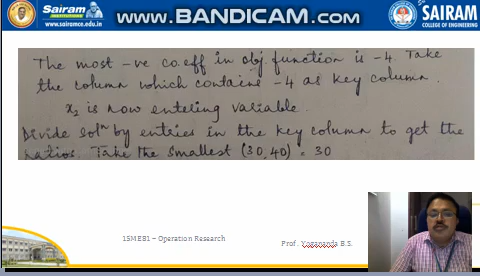 Sairam
INSTITUTIONS
www.sairamce.edu.in
WWW.BANDICAM.COM
SAIRAM
COLLEGE OF ENGINEERING
The most -ve co.eff in obj. function is -4. Take
the column which contains -4 as key column.
is now entering variable.
Divide solⁿ by entries in the key column to get the
ratios. Take the smallest (30,40) = 30
15ME81 – Operation Research
Prof. Yogananda B.S.